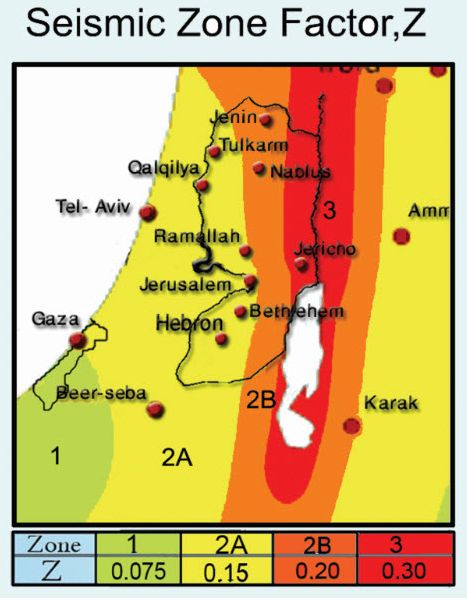 Seismic Zone Factor,Z
Jenin
Tulkarm
Nablus
Qalqilya
Tel- Aviv
3
Amm
Ramallah
Jericho
Jerusalem
Bethlehem
Gaza
Hebron
Beer-seba
2B
Karak
1
2A
Zone 1 2A 2B 3
Z 0.075 0.15 0.20 0.30